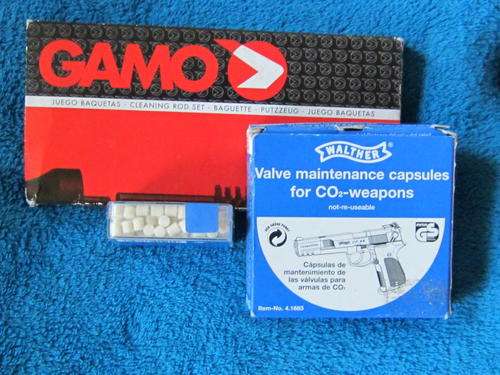 GAMO
JUEGO BAQUETAS - CLEANING ROD SET - BAGUETTE - PUTZZEUG - JUEGO BAQUETAS
WALTHER ®
Valve maintenance capsules
for CO₂-weapons
not-re-useable
Cápsulas de
mantenimiento de
las válvulas para
armas de CO₂
Item-No. 4.1683